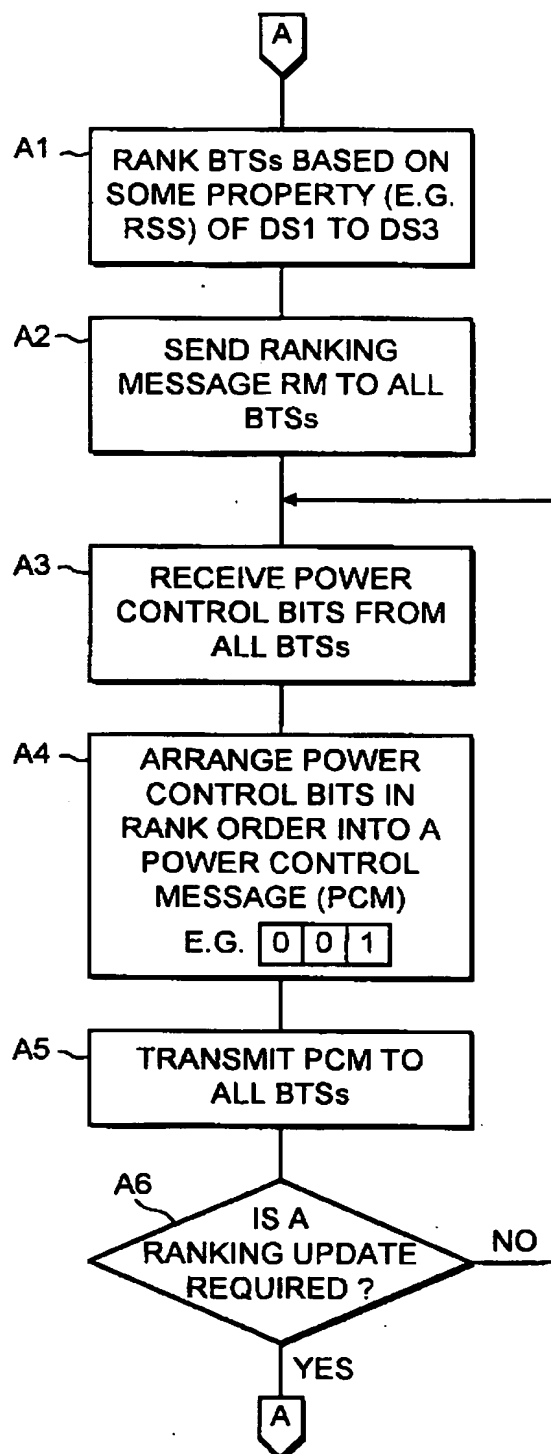 A
A1
RANK BTSs BASED ON
SOME PROPERTY (E.G.
RSS) OF DS1 TO DS3
A2
SEND RANKING
MESSAGE RM TO ALL
BTSs
A3
RECEIVE POWER
CONTROL BITS FROM
ALL BTSs
A4
ARRANGE POWER
CONTROL BITS IN
RANK ORDER INTO A
POWER CONTROL
MESSAGE (PCM)
E.G. 0 0 1
A5
TRANSMIT PCM TO
ALL BTSs
A6
IS A
RANKING UPDATE
REQUIRED ?
NO
YES
A